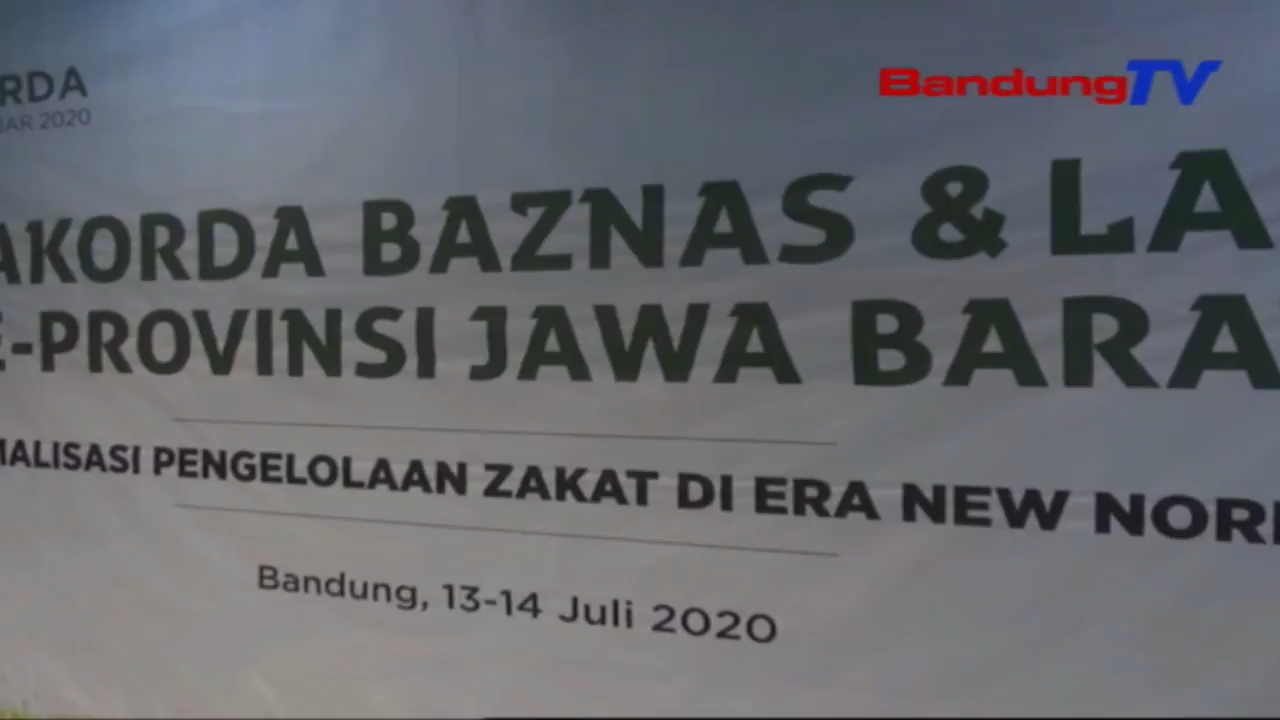 RDA
BandungTV
JABAR 2020
AKORDA BAZNAS & LA
E-PROVINSI JAWA BARA
MALISASI PENGELOLAAN ZAKAT DI ERA NEW NOR
Bandung, 13-14 Juli 2020